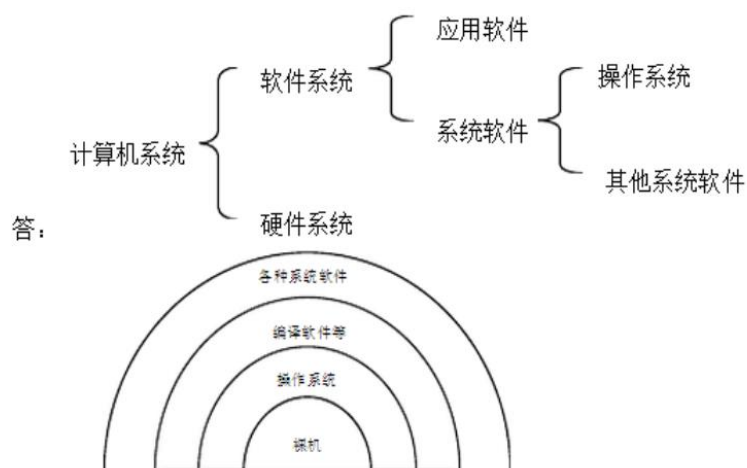 应用软件
软件系统
操作系统
系统软件
计算机系统
其他系统软件
硬件系统
答：
各种系统软件
编译软件等
操作系统
裸机